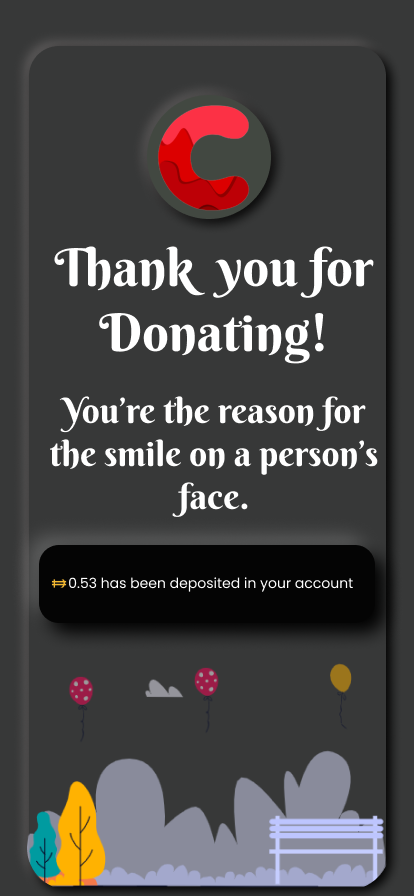 Thank you for
Donating!
You're the reason for
the smile on a person's
face.
0.53 has been deposited in your account